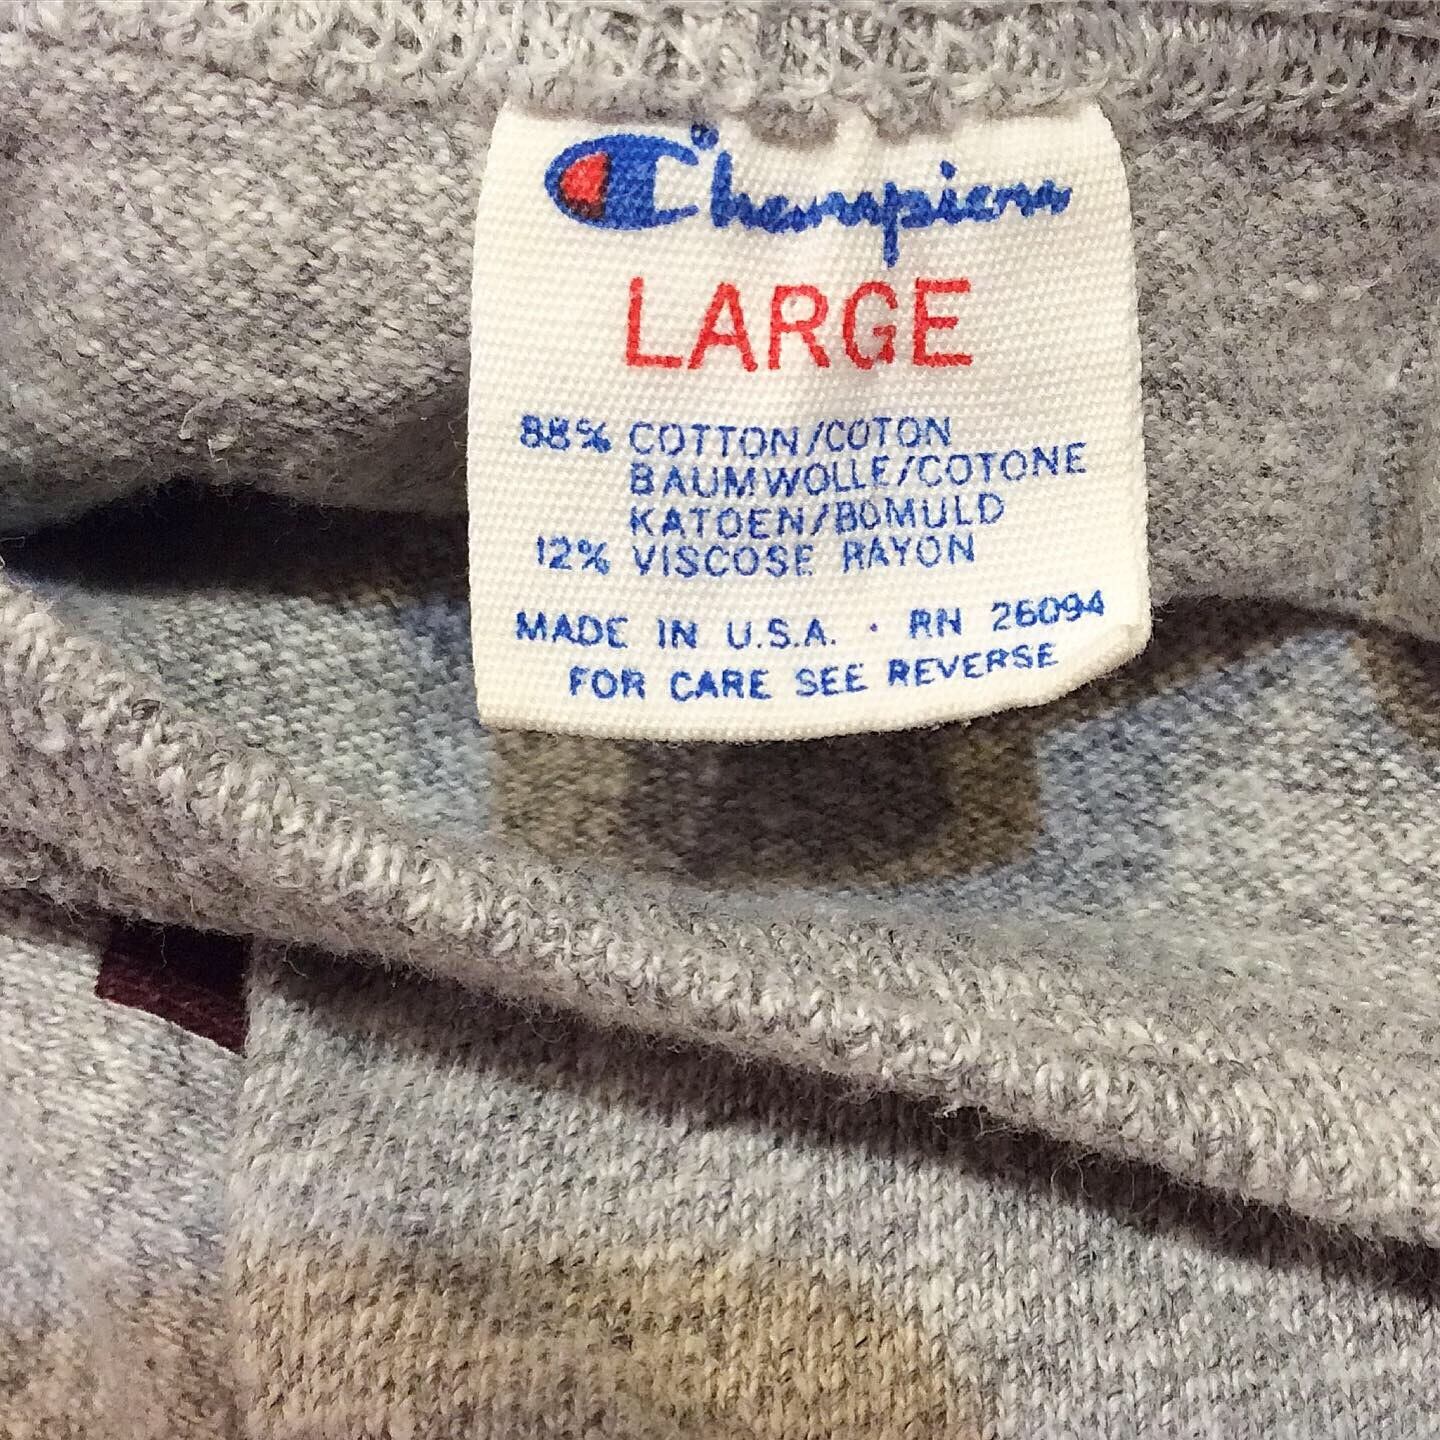 Champion
LARGE
88% COTTON/COTON
BAUMWOLLE/COTONE
KATOEN/BOMULD
12% VISCOSE RAYON
MADE IN U.S.A. · RN 26094
FOR CARE SEE REVERSE